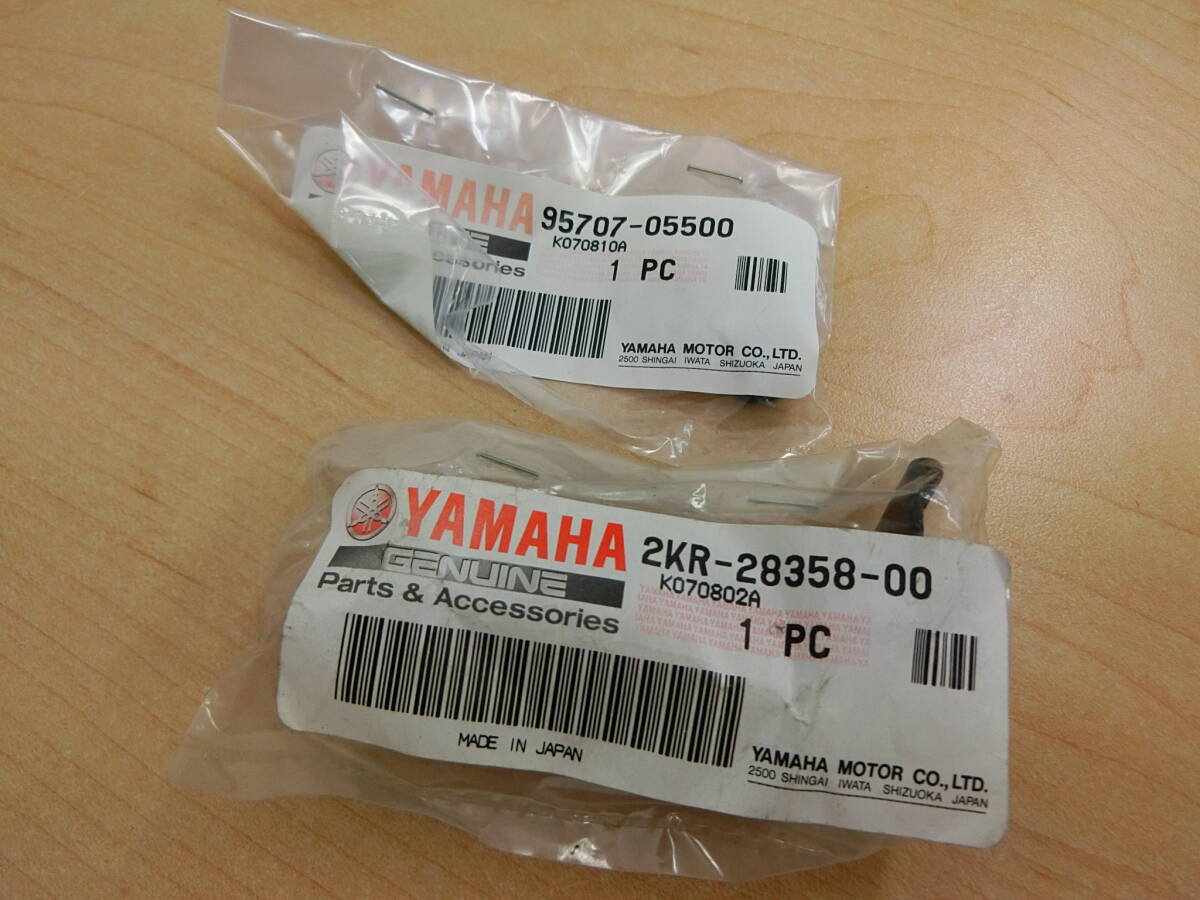 YAMAHA
95707-05500
K070810A
1 PC
YAMAHA MOTOR CO., LTD.
2500 SHINGAI IWATA SHIZUOKA JAPAN
YAMAHA
GENUINE
Parts & Accessories
2KR-28358-00
K070802A
1 PC
MADE IN JAPAN
YAMAHA MOTOR CO., LTD.
2500 SHINGAI IWATA SHIZUOKA JAPAN